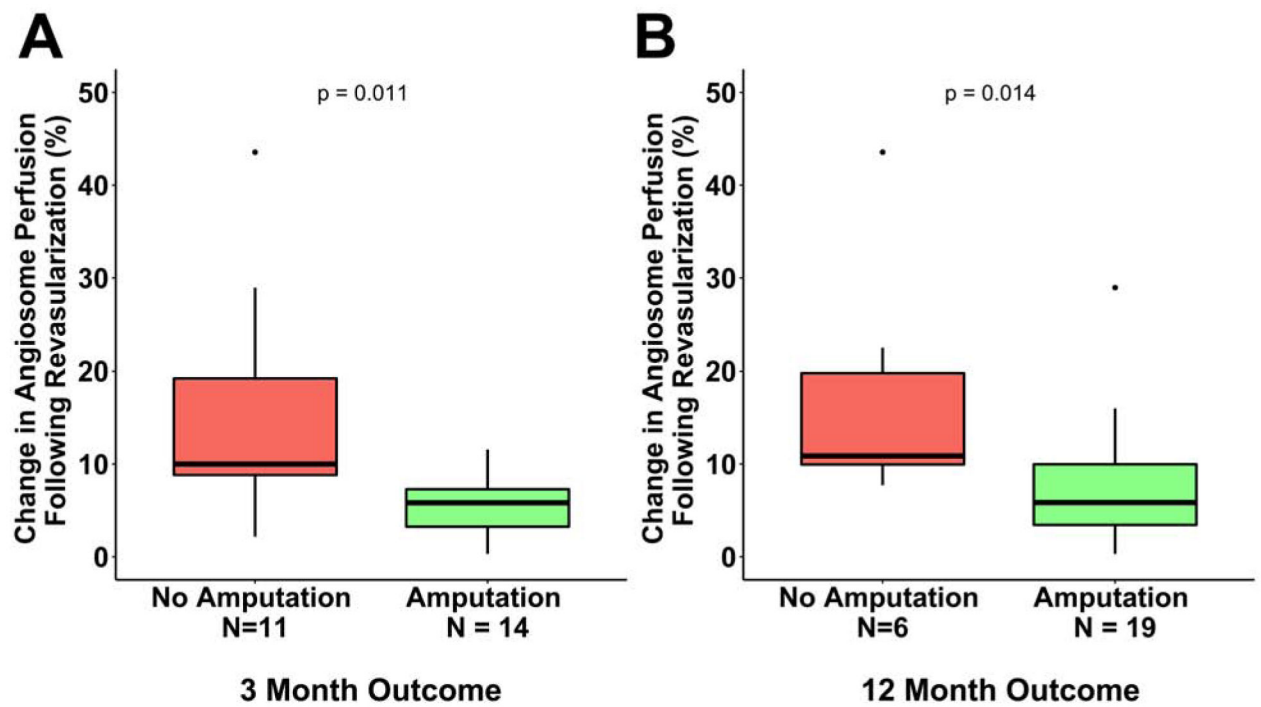 A
Change in Angiosome Perfusion
Following Revasularization (%)
50
40
30
20
10
0
p = 0.011
No Amputation
N=11
Amputation
N = 14
3 Month Outcome
B
Change in Angiosome Perfusion
Following Revasularization (%)
50
40
30
20
10
0
p = 0.014
No Amputation
N=6
Amputation
N = 19
12 Month Outcome